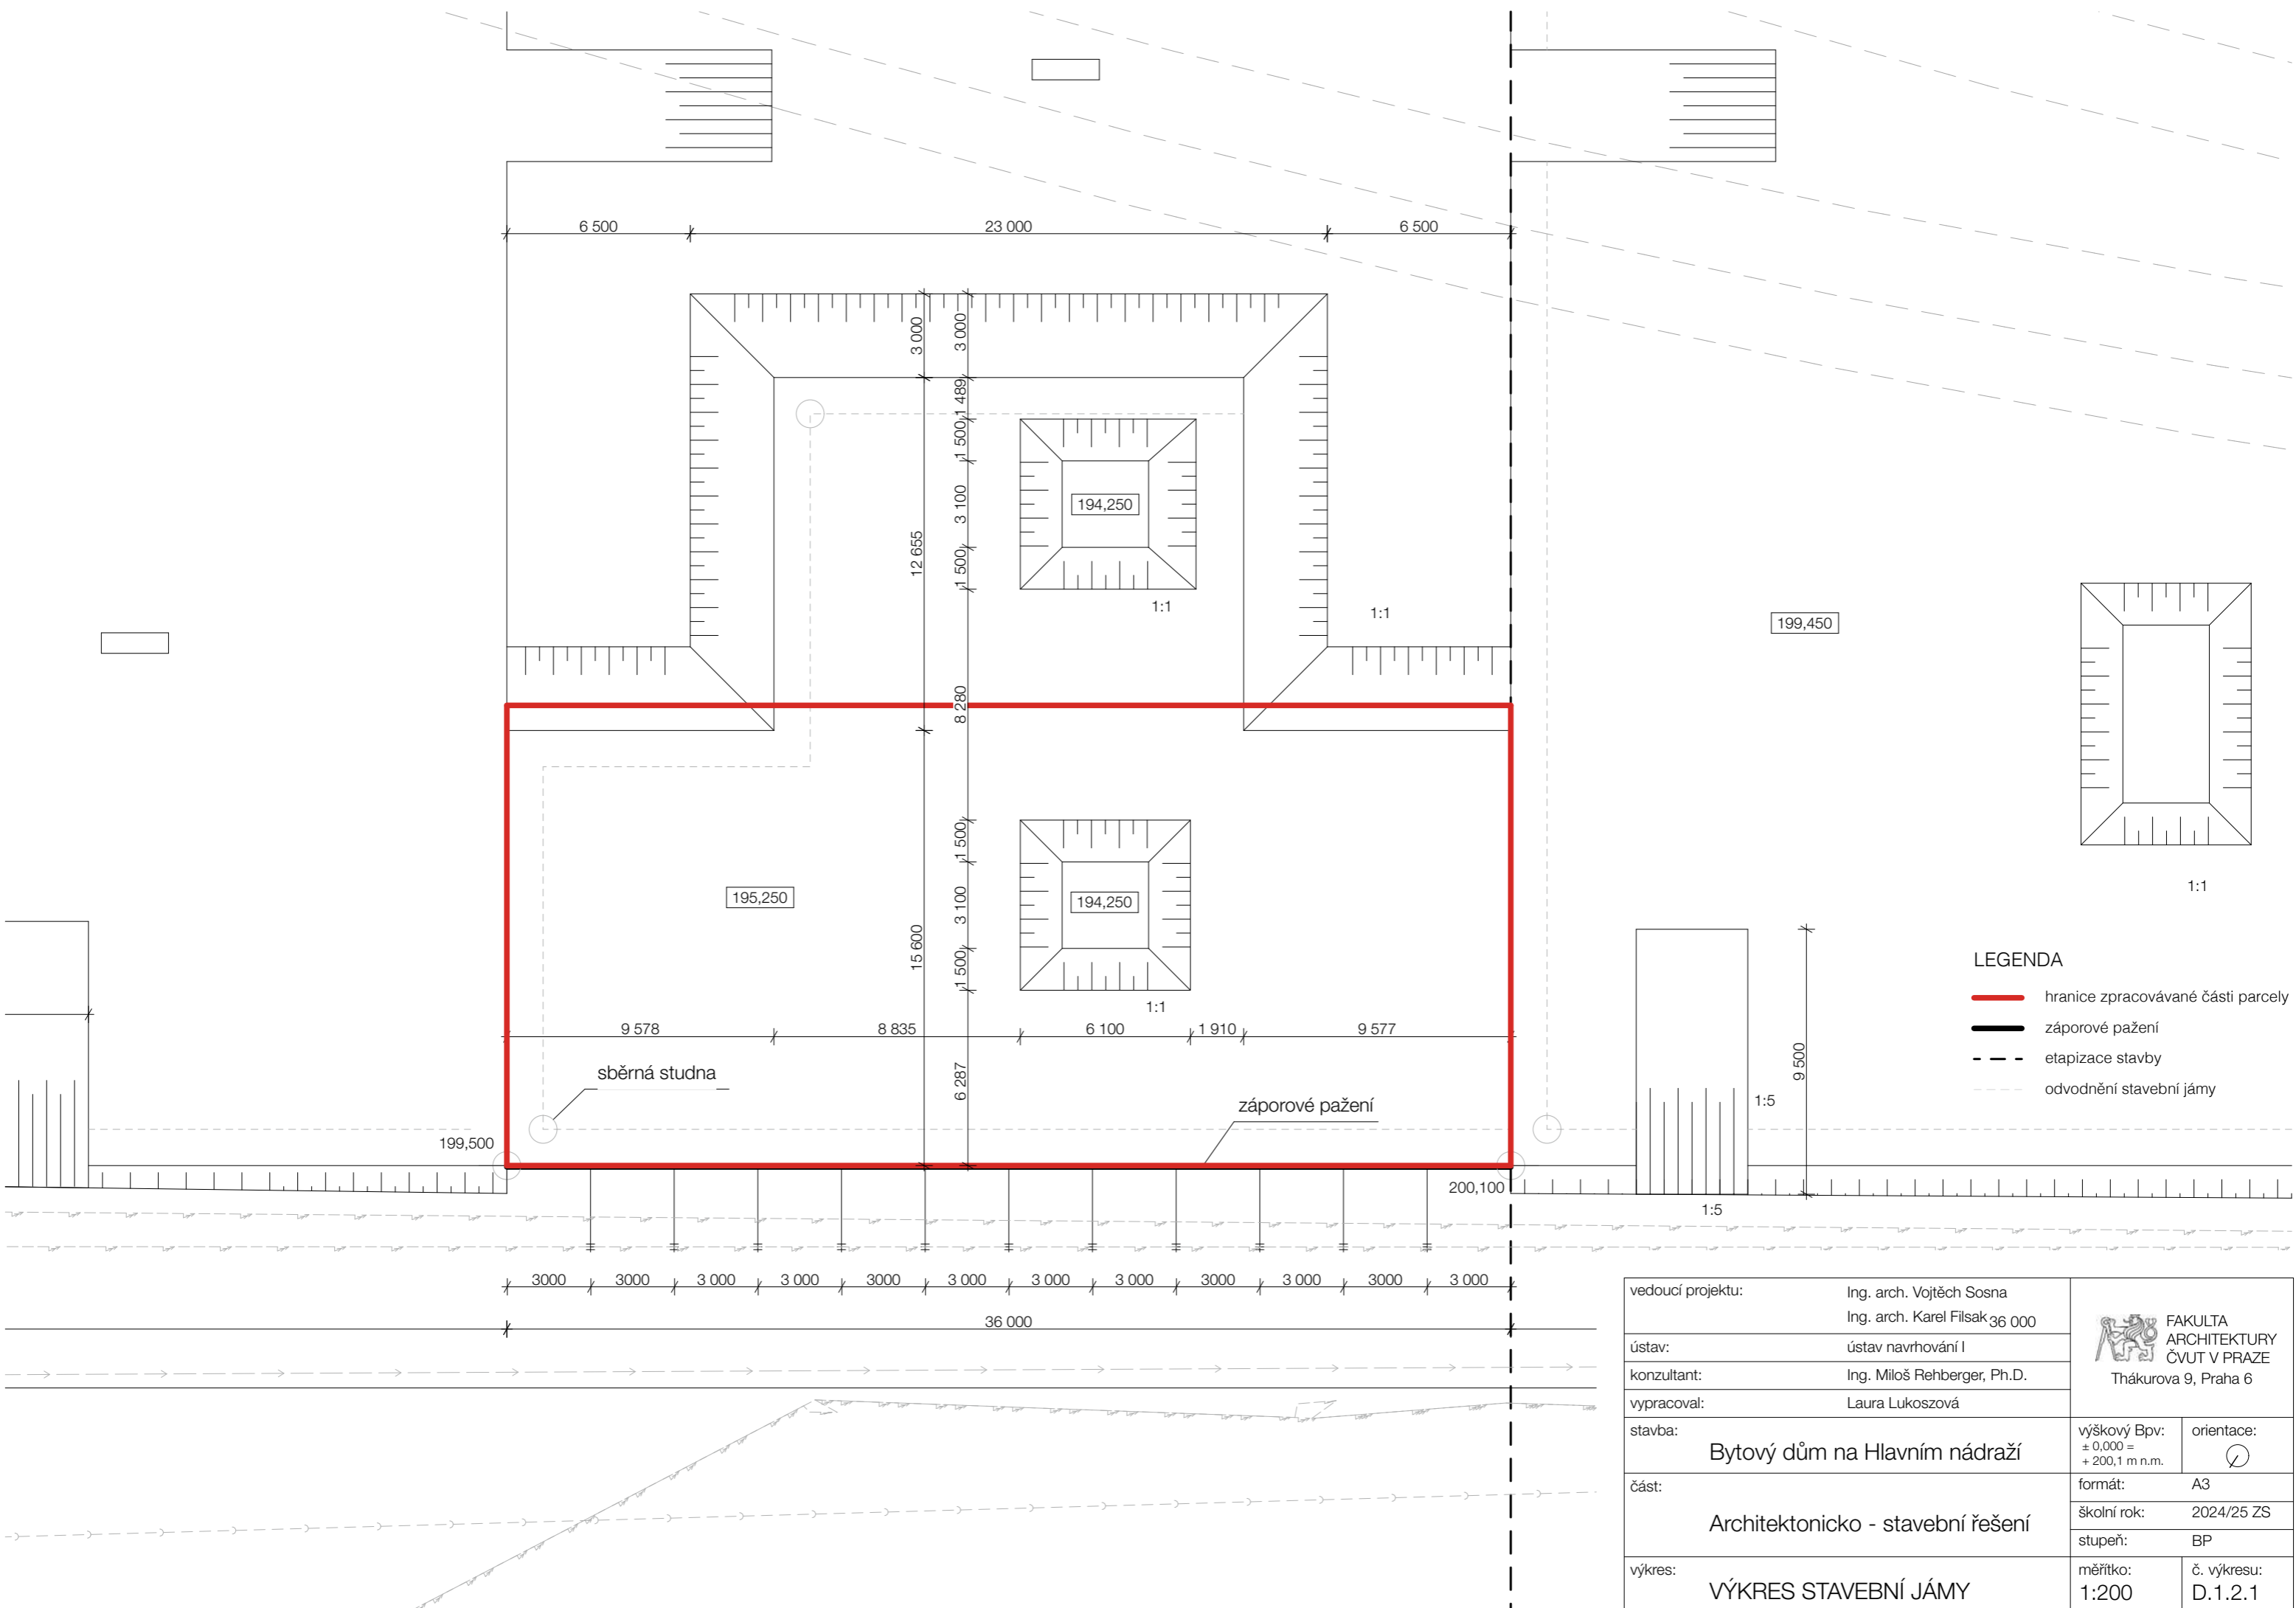 6 500
23 000
6 500
3 000
3 000
1 489
1 500
3 100
194,250
12 655
1 500
1:1
1:1
199,450
8 280
1 500
195,250
3 100
194,250
1:1
15 600
1 500
1:1
9 578
8 835
6 100
1 910
9 577
6 287
sběrná studna
záporové pažení
199,500
200,100
9 500
1:5
1:5
LEGENDA
hranice zpracovávané části parcely
záporové pažení
etapizace stavby
odvodnění stavební jámy
3000
3000
3 000
3 000
3000
3 000
3 000
3 000
3000
3 000
3000
3 000
36 000
vedoucí projektu: Ing. arch. Vojtěch Sosna
Ing. arch. Karel Filsak 36 000
ústav: ústav navrhování I
konzultant: Ing. Miloš Rehberger, Ph.D.
vypracoval: Laura Lukoszová
FAKULTA
ARCHITEKTURY
ČVUT V PRAZE
Thákurova 9, Praha 6
stavba:
Bytový dům na Hlavním nádraží
výškový Bpv:
± 0,000 =
+ 200,1 m n.m.
orientace:
část:
Architektonicko - stavební řešení
formát: A3
školní rok: 2024/25 ZS
stupeň: BP
výkres:
VÝKRES STAVEBNÍ JÁMY
měřítko:
1:200
č. výkresu:
D.1.2.1